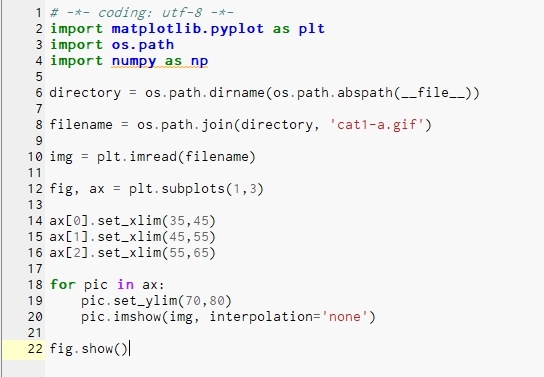 1 # -*- coding: utf-8 -*-
2 import matplotlib.pyplot as plt
3 import os.path
4 import numpy as np
5
6 directory = os.path.dirname(os.path.abspath(__file__))
7
8 filename = os.path.join(directory, 'cat1-a.gif')
9
10 img = plt.imread(filename)
11
12 fig, ax = plt.subplots(1,3)
13
14 ax[0].set_xlim(35,45)
15 ax[1].set_xlim(45,55)
16 ax[2].set_xlim(55,65)
17
18 for pic in ax:
19     pic.set_ylim(70,80)
20     pic.imshow(img, interpolation='none')
21
22 fig.show()